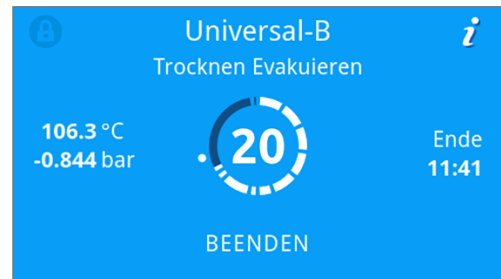 Universal-B
i
Trocknen Evakuieren
106.3 °C
-0.844 bar
20
Ende
11:41
BEENDEN